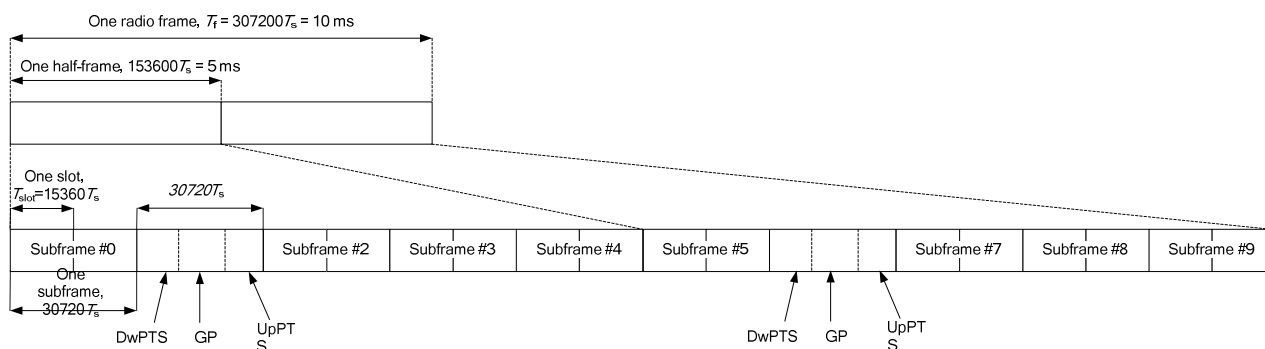 One radio frame, Tf = 307200Ts = 10 ms
One half-frame, 153600Ts = 5 ms
One slot,
Tslot=15360Ts
30720Ts
Subframe #0
Subframe #2
Subframe #3
Subframe #4
Subframe #5
Subframe #7
Subframe #8
Subframe #9
One
subframe,
30720Ts
DwPTS
GP
UpPT
S
DwPTS
GP
UpPT
S